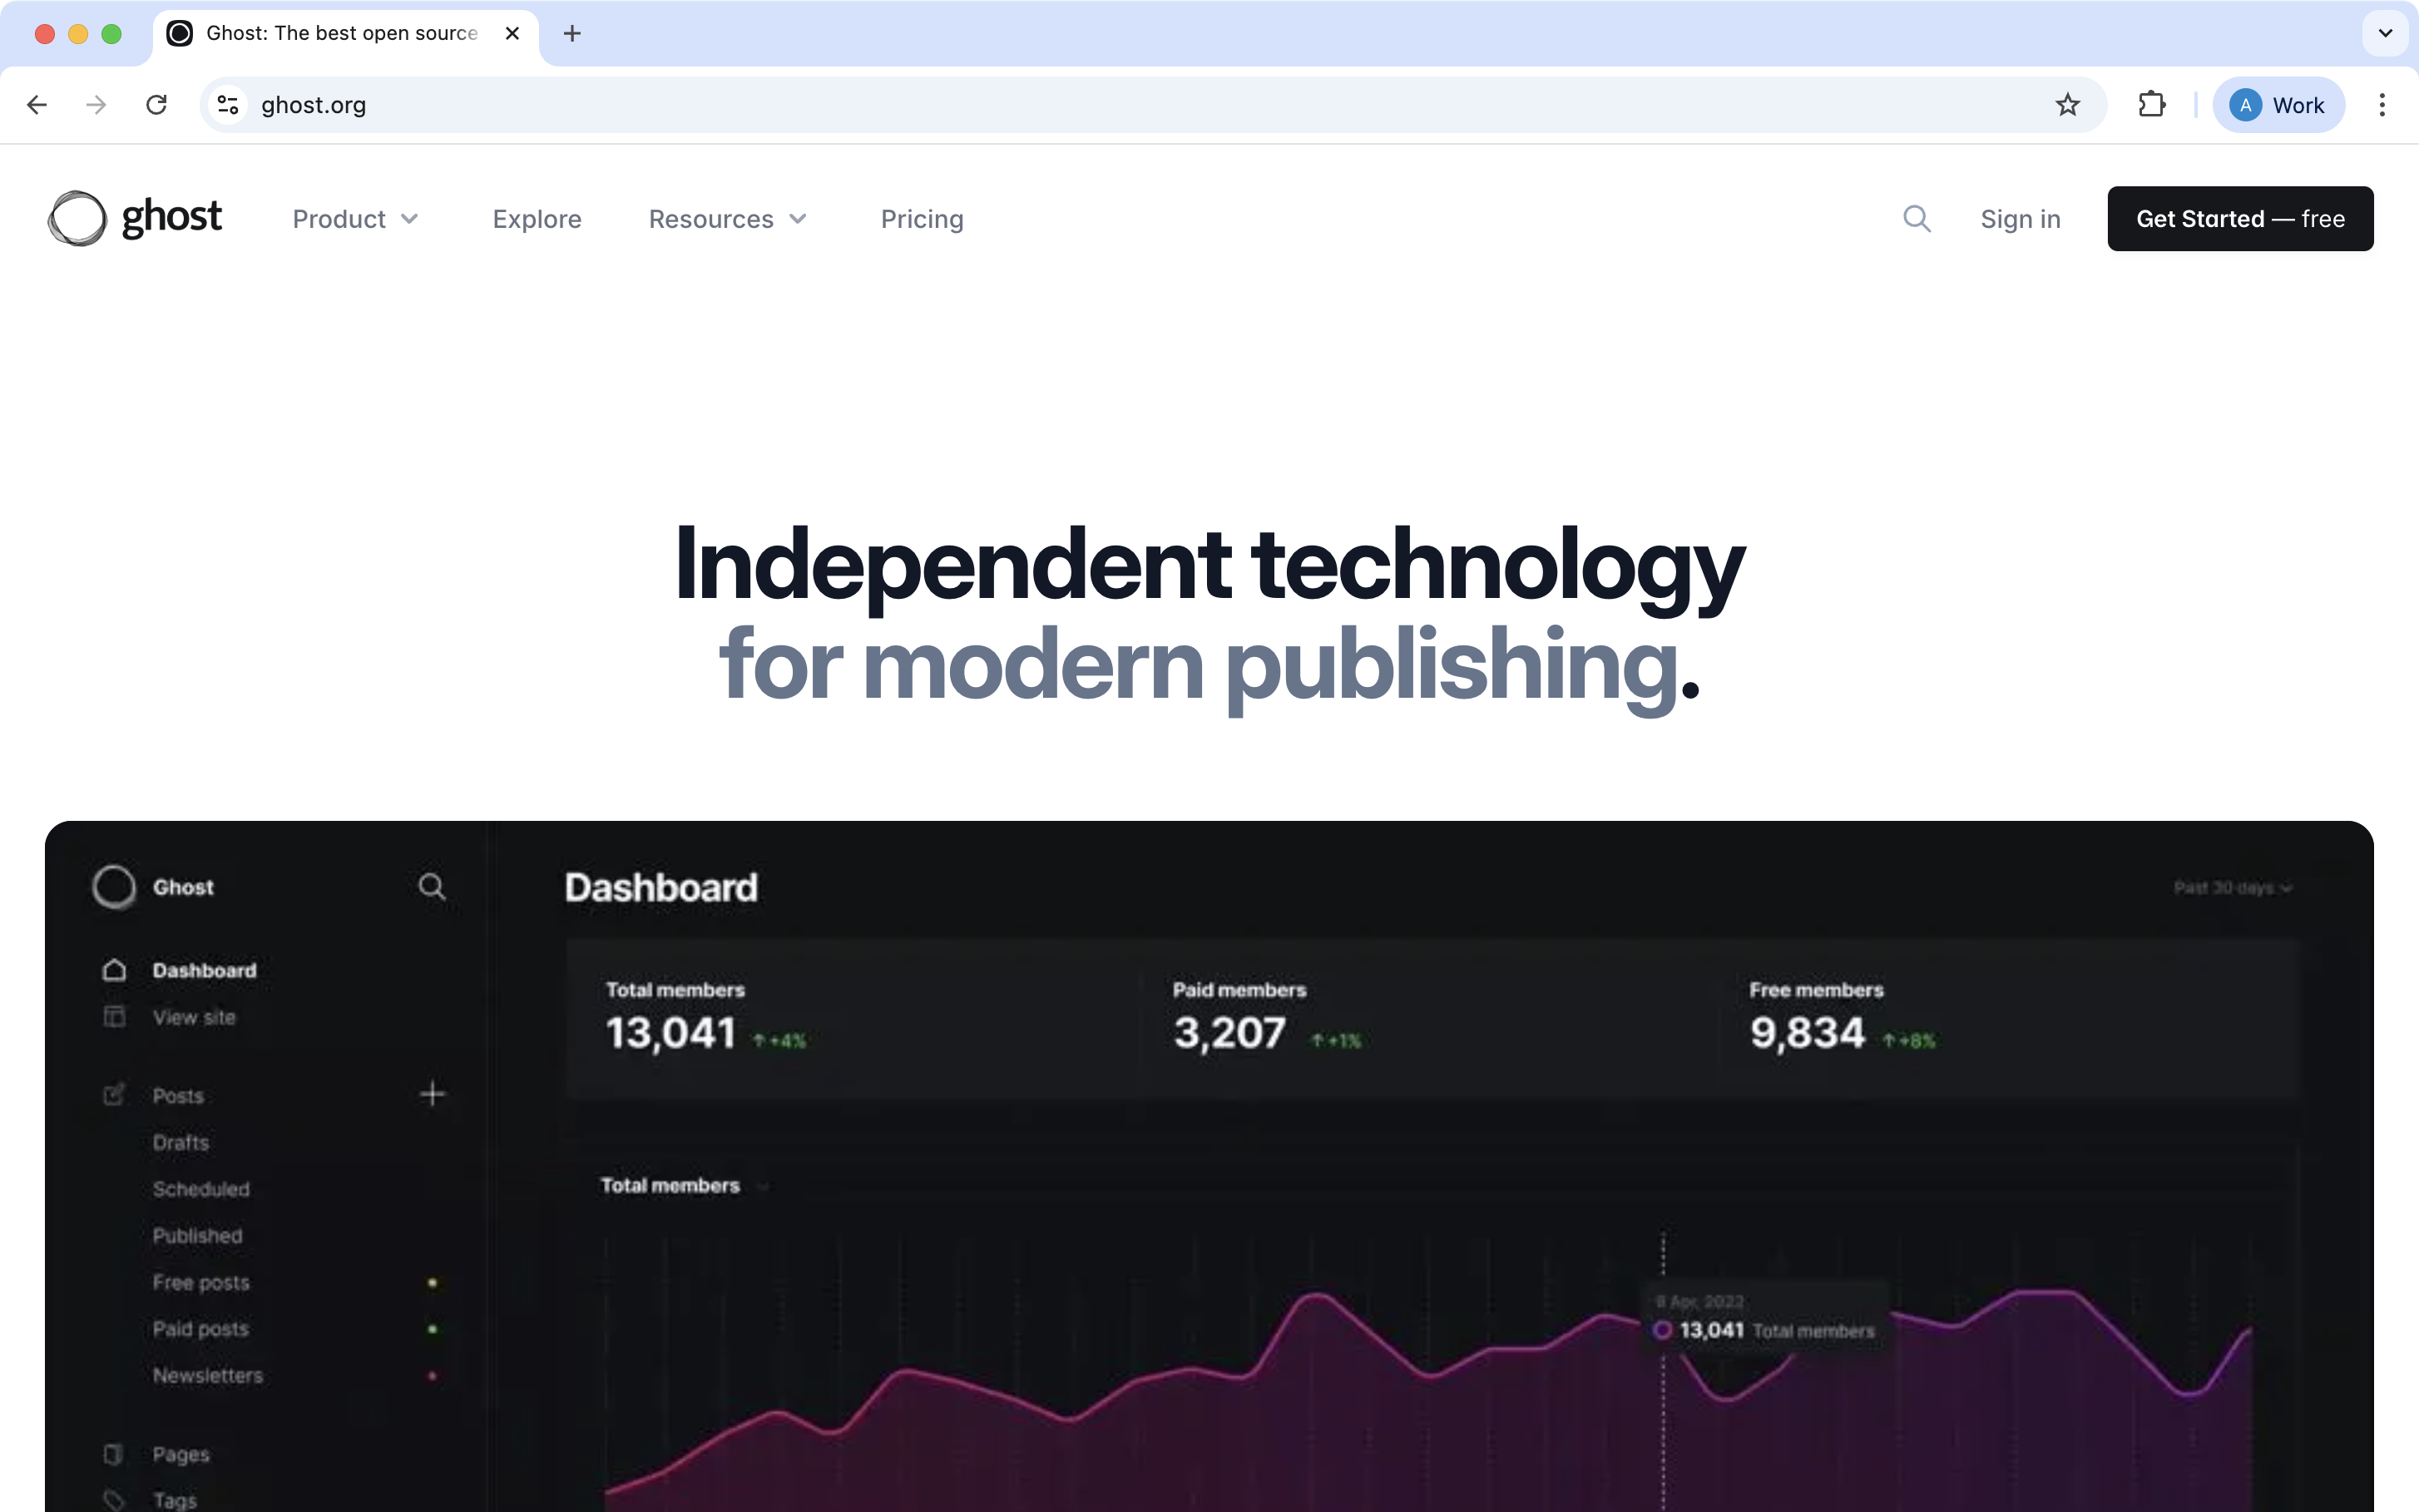 Ghost: The best open source
ghost.org
A Work
ghost
Product
Explore
Resources
Pricing
Sign in
Get Started — free
Independent technology
for modern publishing.
Ghost
Dashboard
View site
Posts
Drafts
Scheduled
Published
Free posts
Paid posts
Newsletters
Pages
Tags
Dashboard
Past 30 days
Total members
13,041 +4%
Paid members
3,207 +1%
Free members
9,834 +8%
Total members
8 Apr, 2022
13,041 Total members